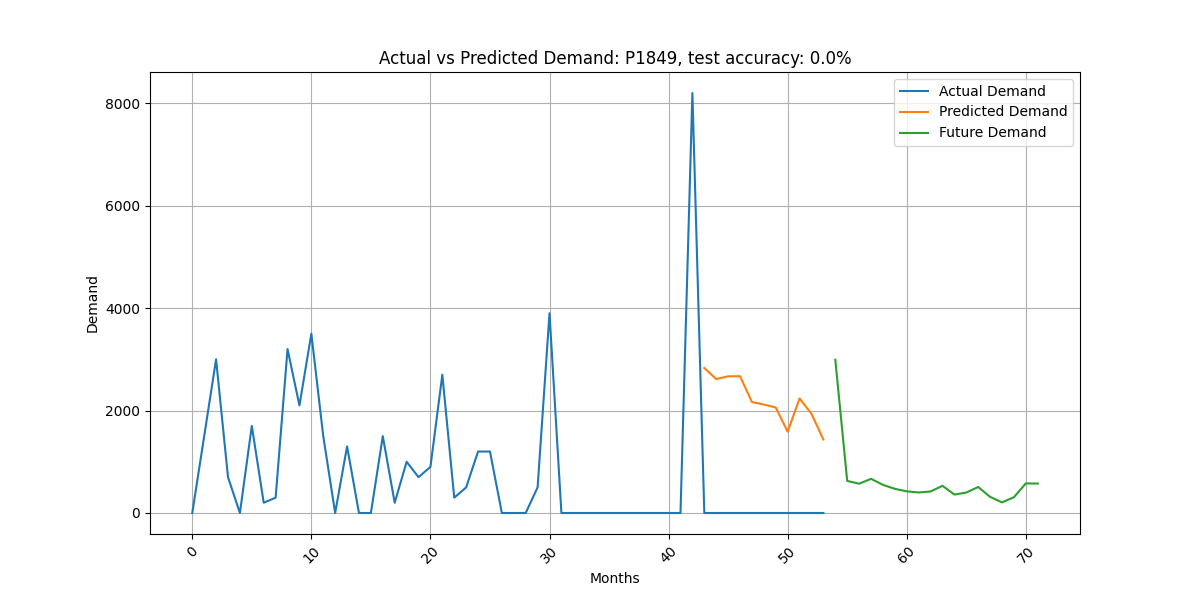 Actual vs Predicted Demand: P1849, test accuracy: 0.0%
Actual Demand
Predicted Demand
Future Demand
8000
6000
4000
2000
0
Demand
0
10
20
30
40
50
60
70
Months